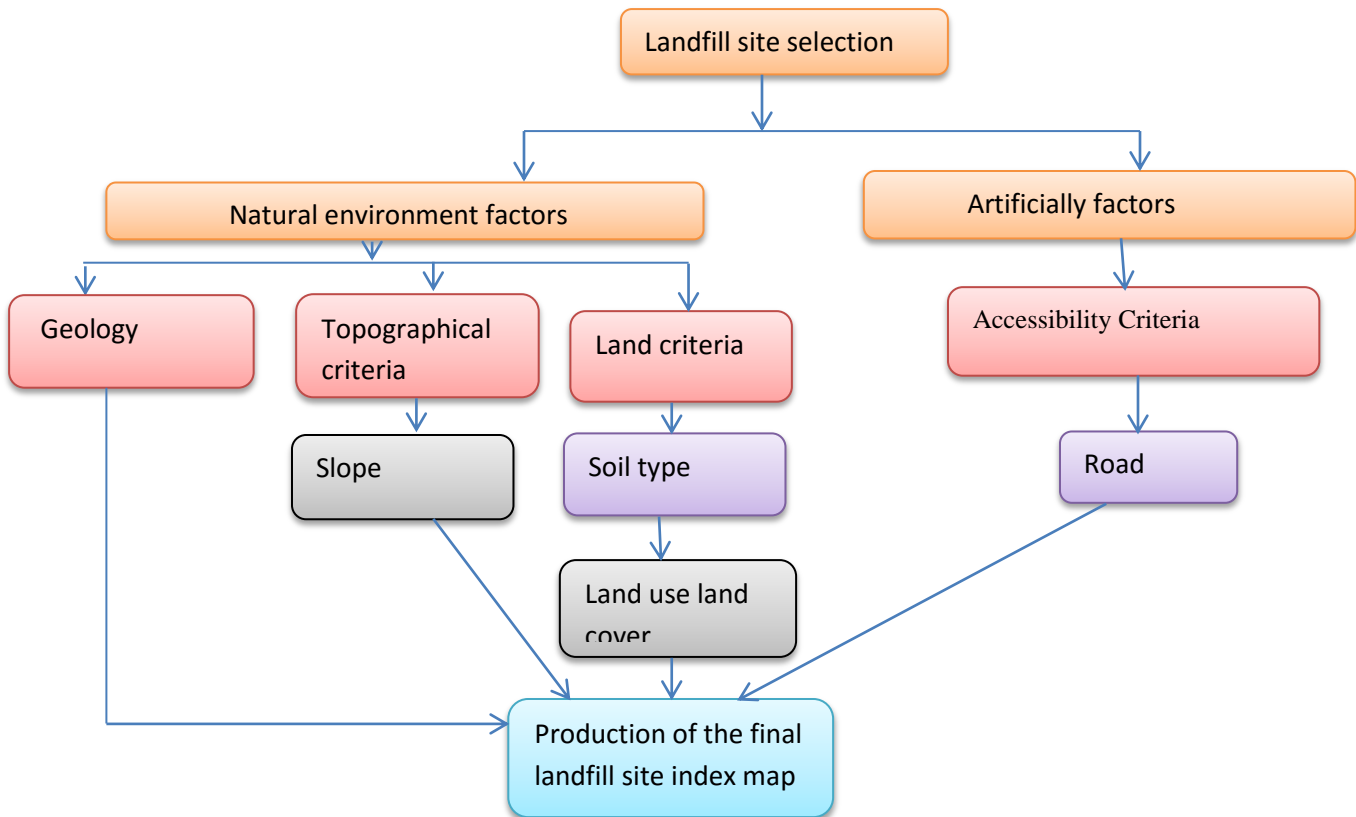 Landfill site selection
Natural environment factors
Artificially factors
Geology
Topographical
criteria
Land criteria
Accessibility Criteria
Slope
Soil type
Road
Land use land
cover
Production of the final
landfill site index map